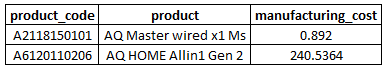 product_code product manufacturing_cost
A2118150101 AQ Master wired x1 Ms 0.892
A6120110206 AQ HOME Allin1 Gen 2 240.5364